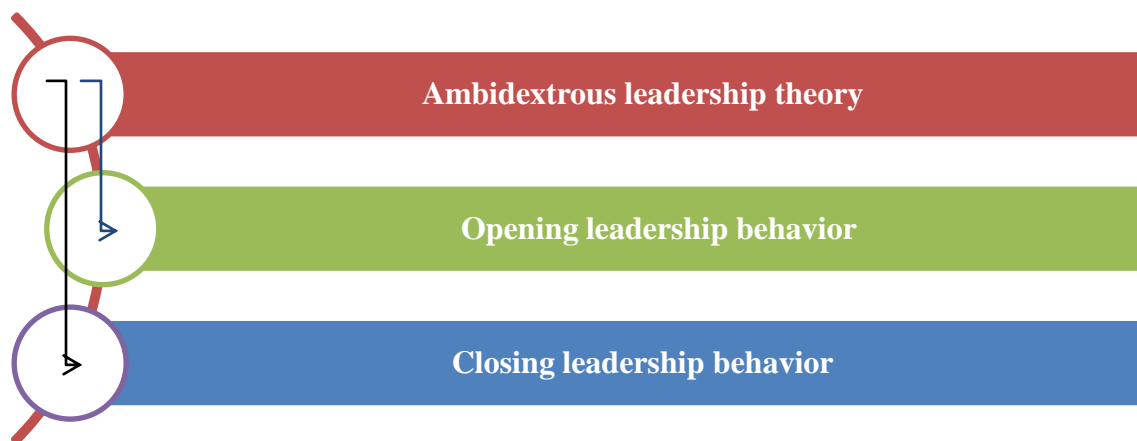 Ambidextrous leadership theory
Opening leadership behavior
Closing leadership behavior